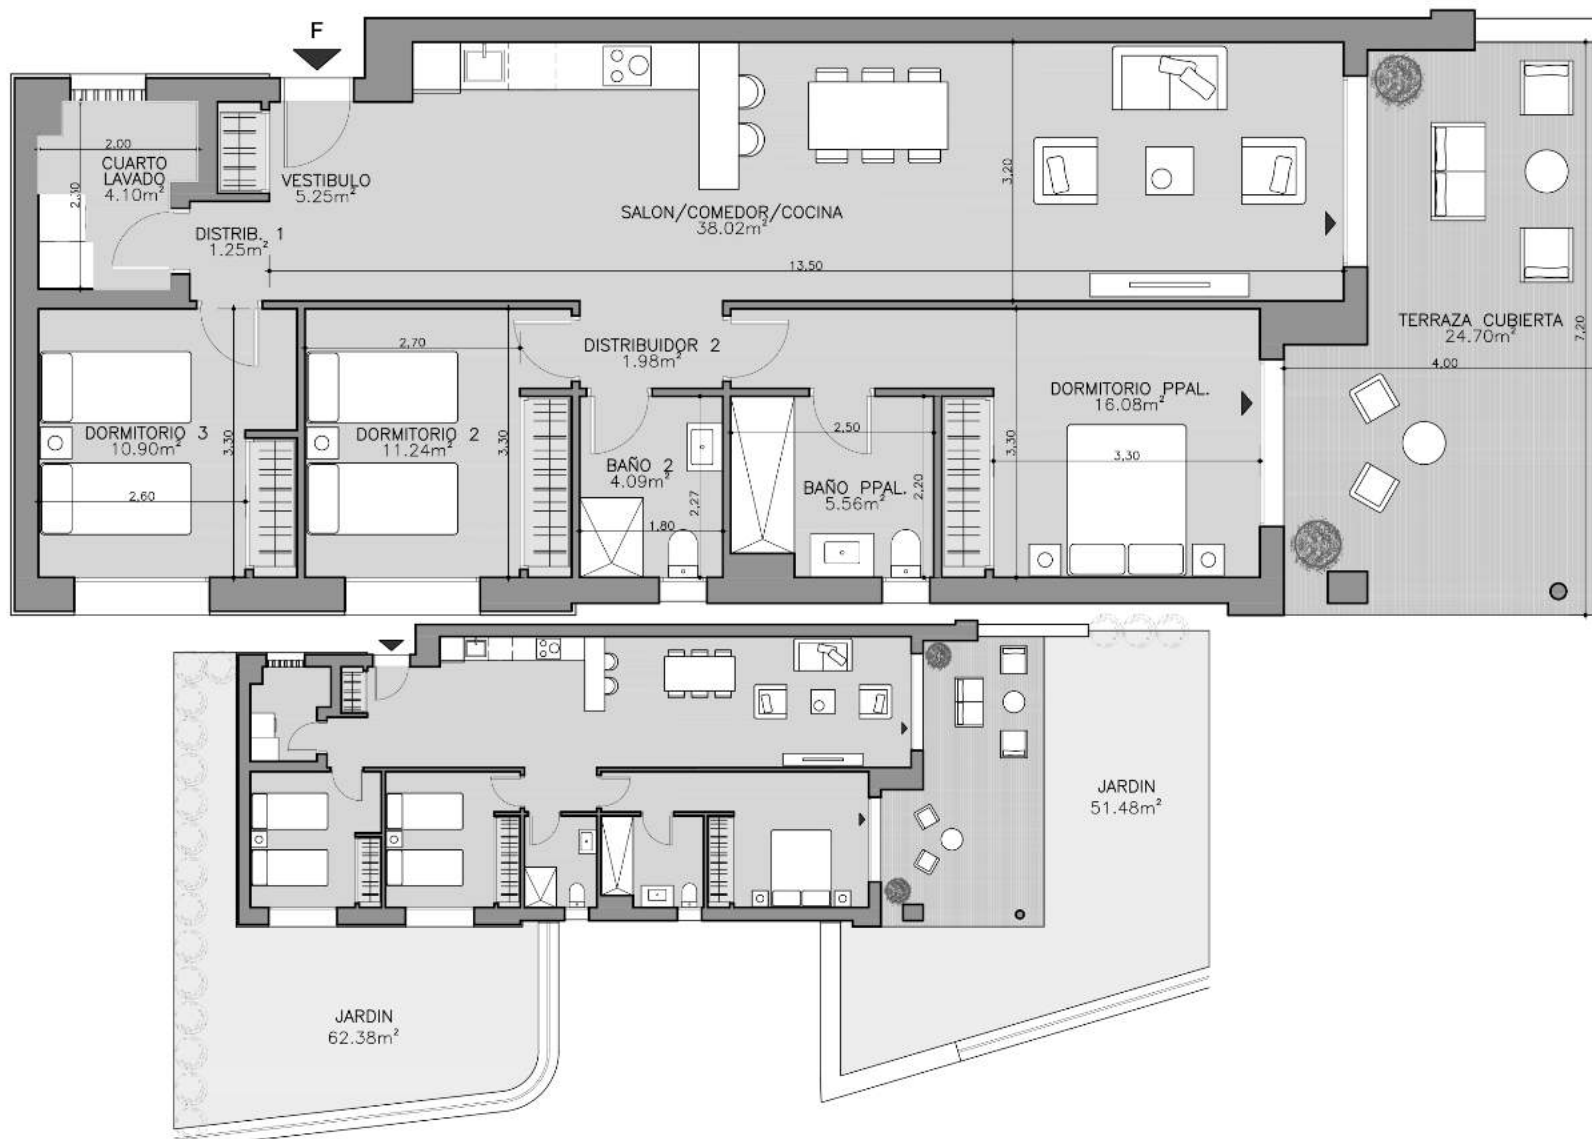 F
2.00
CUARTO
LAVADO
4.10m²
2,30
VESTIBULO
5.25m²
DISTRIB. 1
1.25m²
SALON/COMEDOR/COCINA
38.02m²
3,20
13,50
TERRAZA CUBIERTA
24.70m²
7,20
4,00
2,70
DISTRIBUIDOR 2
1.98m²
DORMITORIO PPAL.
16.08m²
DORMITORIO 3
10.90m²
3,30
2,60
DORMITORIO 2
11.24m²
3,30
BAÑO 2
4.09m²
2,27
1,80
2,50
BAÑO PPAL.
5.56m²
2,20
3,30
3,30
JARDIN
51.48m²
JARDIN
62.38m²